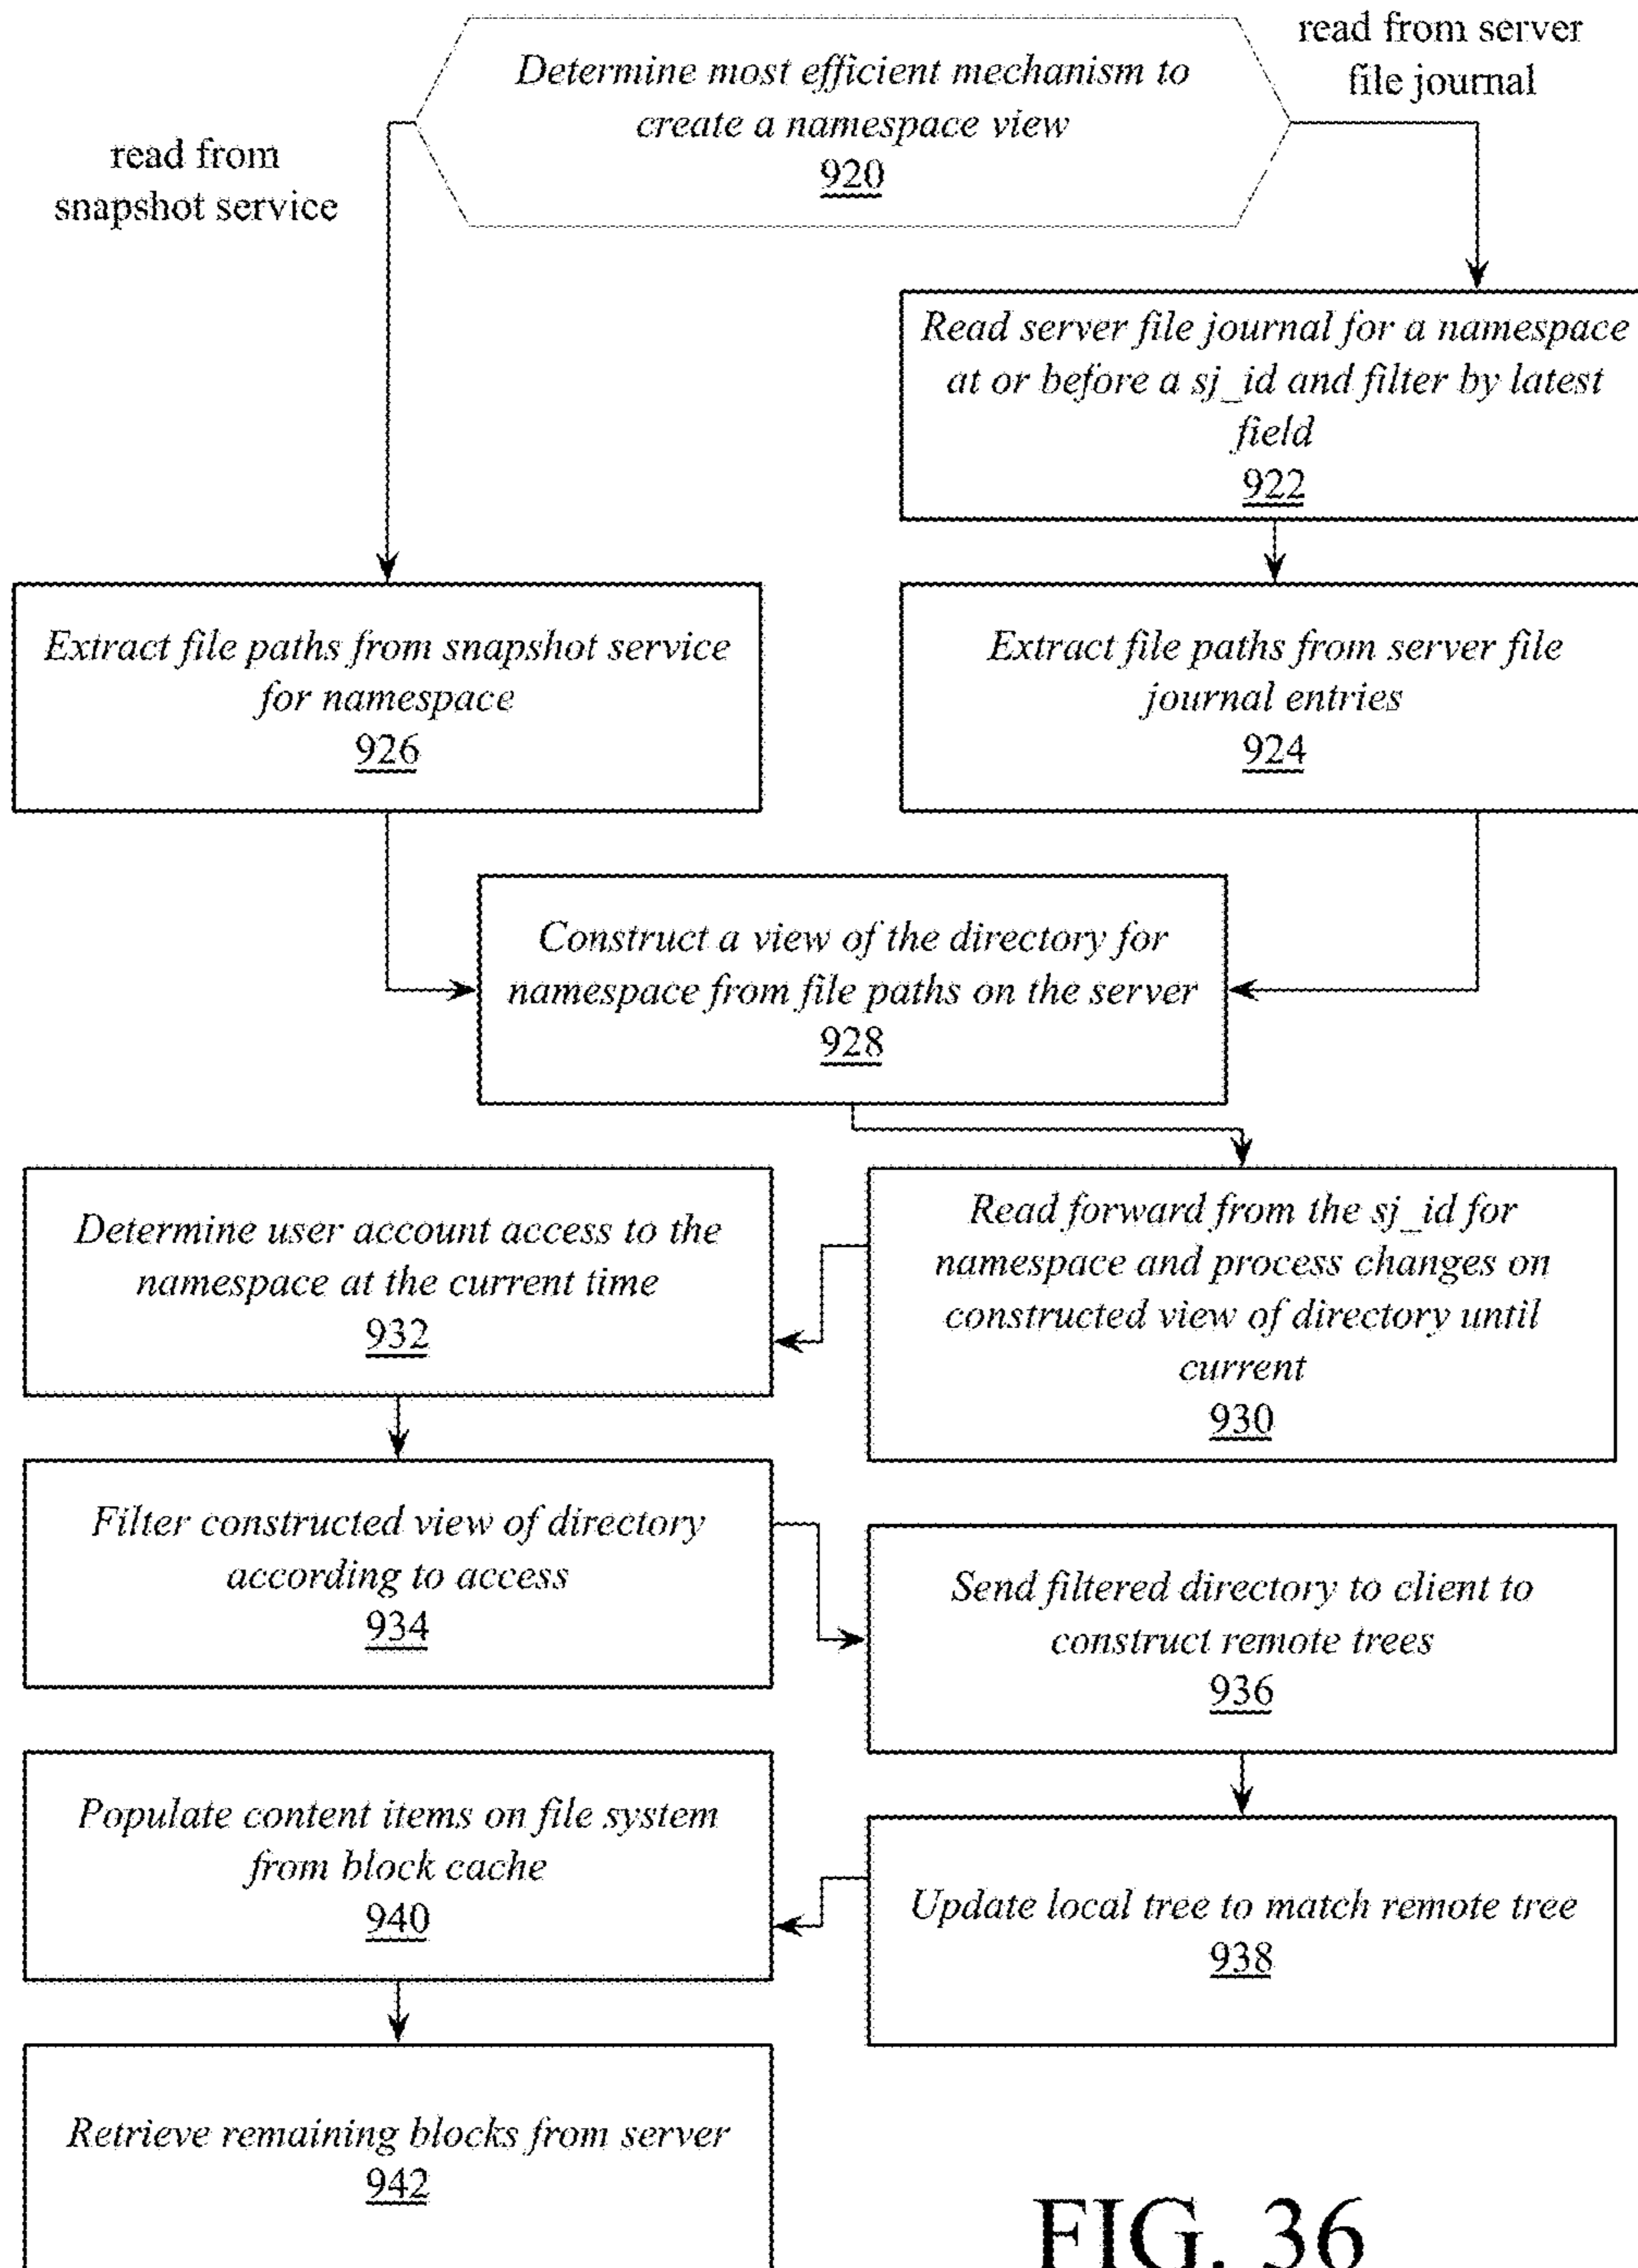 Determine most efficient mechanism to
create a namespace view
920
read from server
file journal
read from
snapshot service
Read server file journal for a namespace
at or before a sj_id and filter by latest
field
922
Extract file paths from snapshot service
for namespace
926
Extract file paths from server file
journal entries
924
Construct a view of the directory for
namespace from file paths on the server
928
Determine user account access to the
namespace at the current time
932
Read forward from the sj_id for
namespace and process changes on
constructed view of directory until
current
930
Filter constructed view of directory
according to access
934
Send filtered directory to client to
construct remote trees
936
Populate content items on file system
from block cache
940
Update local tree to match remote tree
938
Retrieve remaining blocks from server
942
FIG. 36